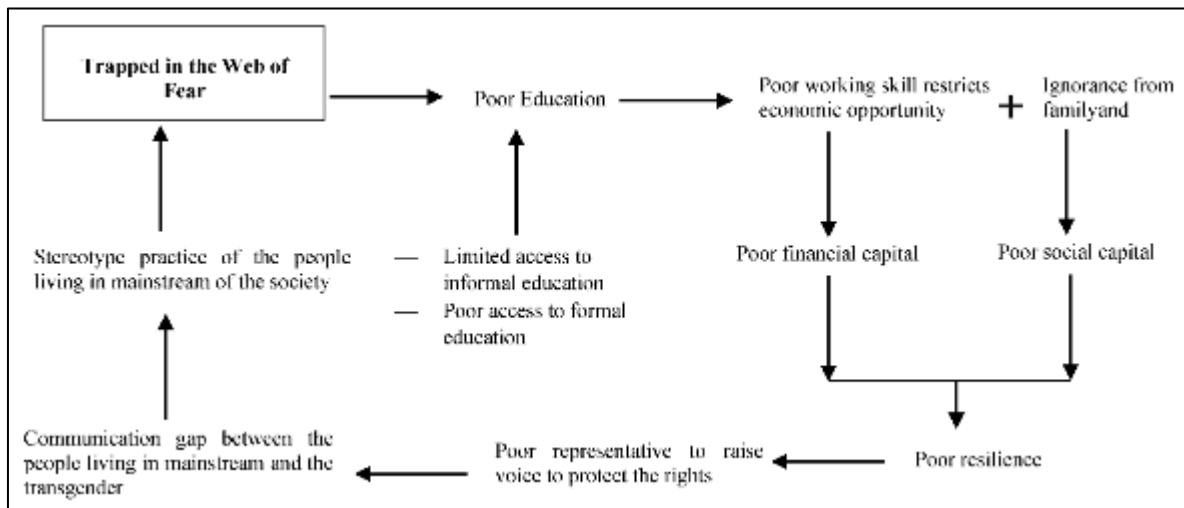 Trapped in the Web of
Fear
Poor Education
Poor working skill restricts
economic opportunity
+
Ignorance from
familyand
Stereotype practice of the people
living in mainstream of the society
— Limited access to
informal education
— Poor access to formal
education
Poor financial capital
Poor social capital
Communication gap between the
people living in mainstream and the
transgender
Poor representative to raise
voice to protect the rights
Poor resilience